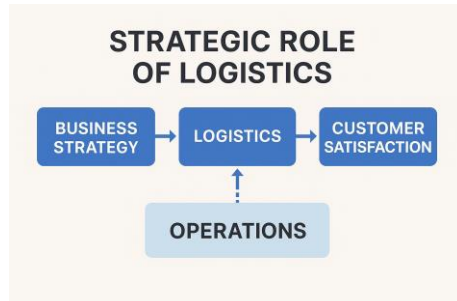 STRATEGIC ROLE
OF LOGISTICS
BUSINESS
STRATEGY
LOGISTICS
CUSTOMER
SATISFACTION
OPERATIONS